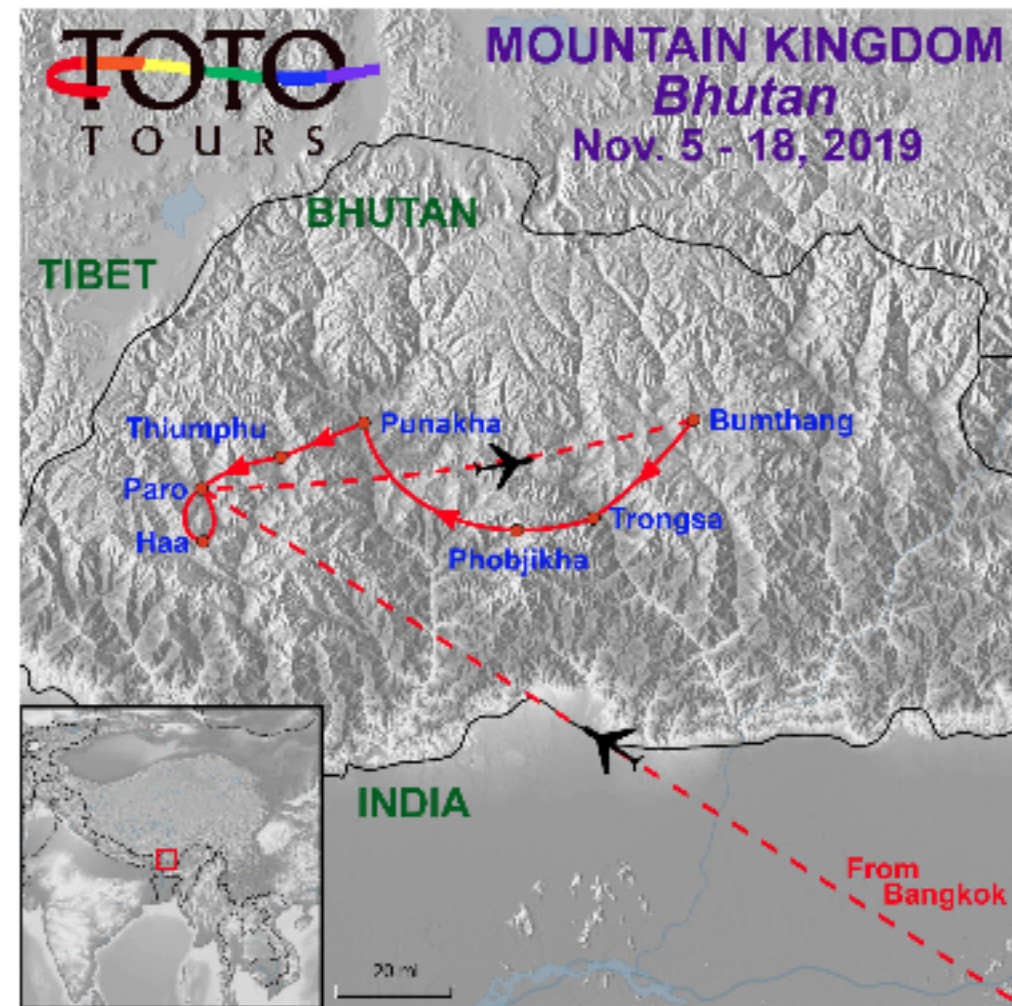 TOTO
TOURS
MOUNTAIN KINGDOM
Bhutan
Nov. 5 - 18, 2019
BHUTAN
TIBET
Thiumphu
Punakha
Bumthang
Paro
Haa
Trongsa
Phobjikha
INDIA
From
Bangkok
20 mi